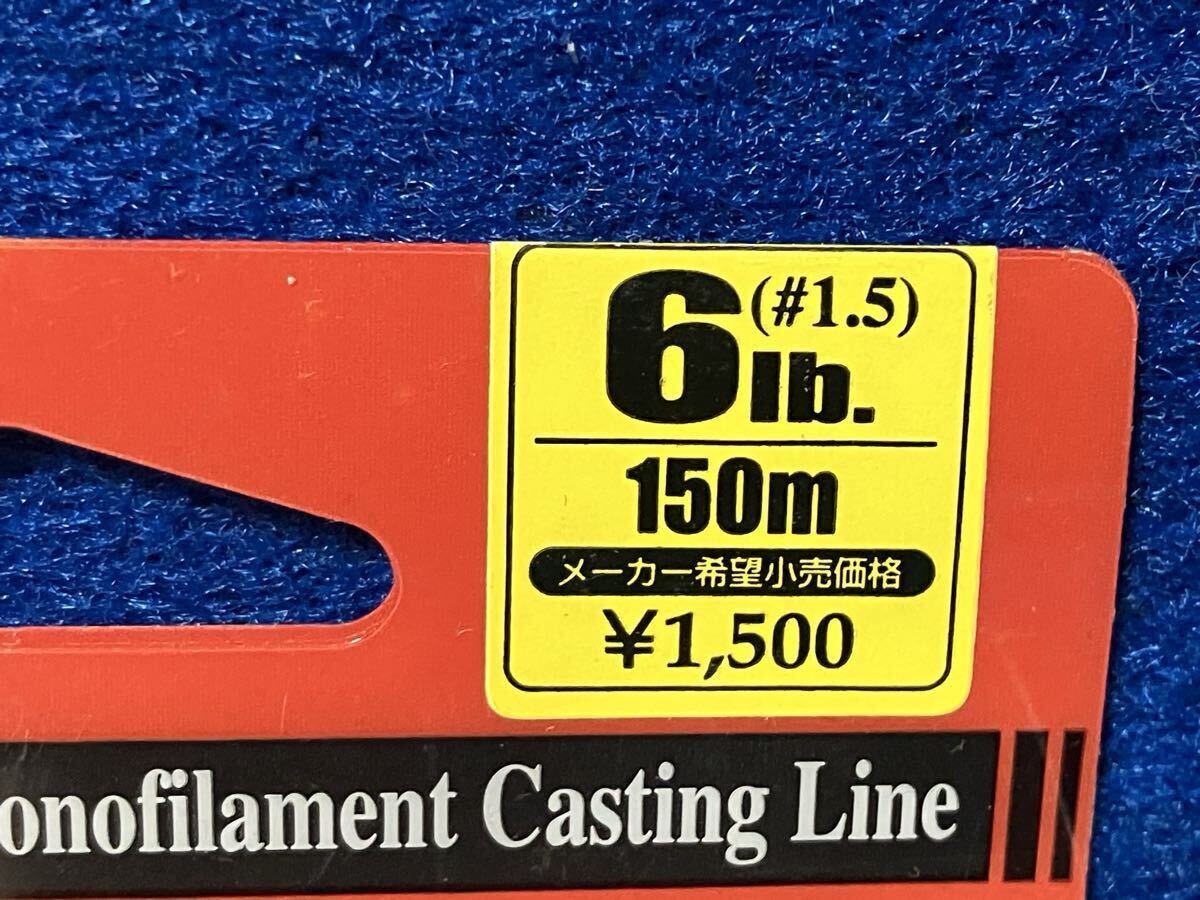 6 lb. (#1.5)
150m
メーカー希望小売価格
¥1,500
onofilament Casting Line